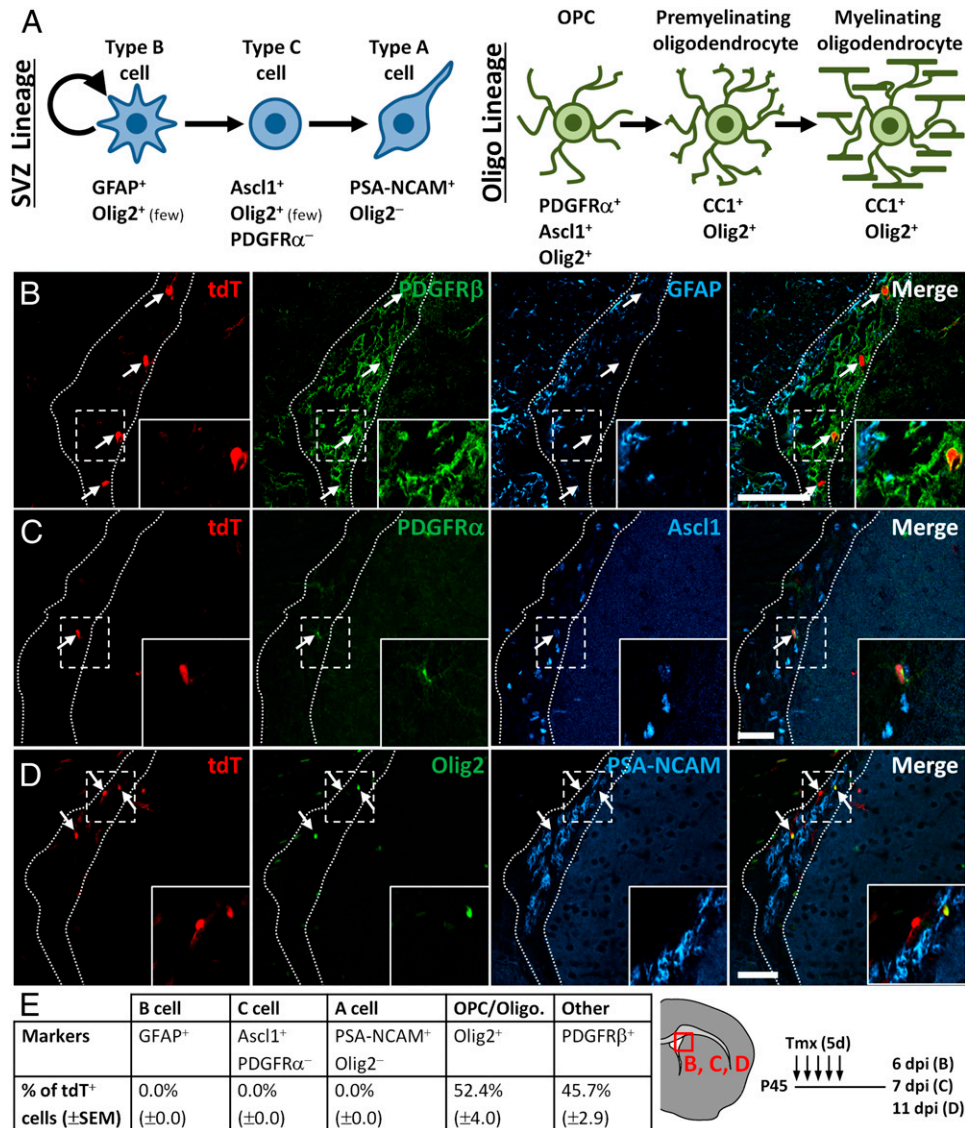 A
SVZ Lineage
Type B
cell
Type C
cell
Type A
cell
GFAP⁺
Olig2⁺ (few)
Ascl1⁺
Olig2⁺ (few)
PDGFRα⁻
PSA-NCAM⁺
Olig2⁻
Oligo Lineage
OPC
Premyelinating
oligodendrocyte
Myelinating
oligodendrocyte
PDGFRα⁺
Ascl1⁺
Olig2⁺
CC1⁺
Olig2⁺
CC1⁺
Olig2⁺
B tdT PDGFRβ GFAP Merge
C tdT PDGFRα Ascl1 Merge
D tdT Olig2 PSA-NCAM Merge
E
B cell C cell A cell OPC/Oligo. Other
Markers GFAP⁺ Ascl1⁺ PSA-NCAM⁺ Olig2⁺ PDGFRβ⁺
PDGFRα⁻ Olig2⁻
% of tdT⁺ 0.0% 0.0% 0.0% 52.4% 45.7%
cells (±SEM) (±0.0) (±0.0) (±0.0) (±4.0) (±2.9)
B, C, D
Tmx (5d)
P45
6 dpi (B)
7 dpi (C)
11 dpi (D)